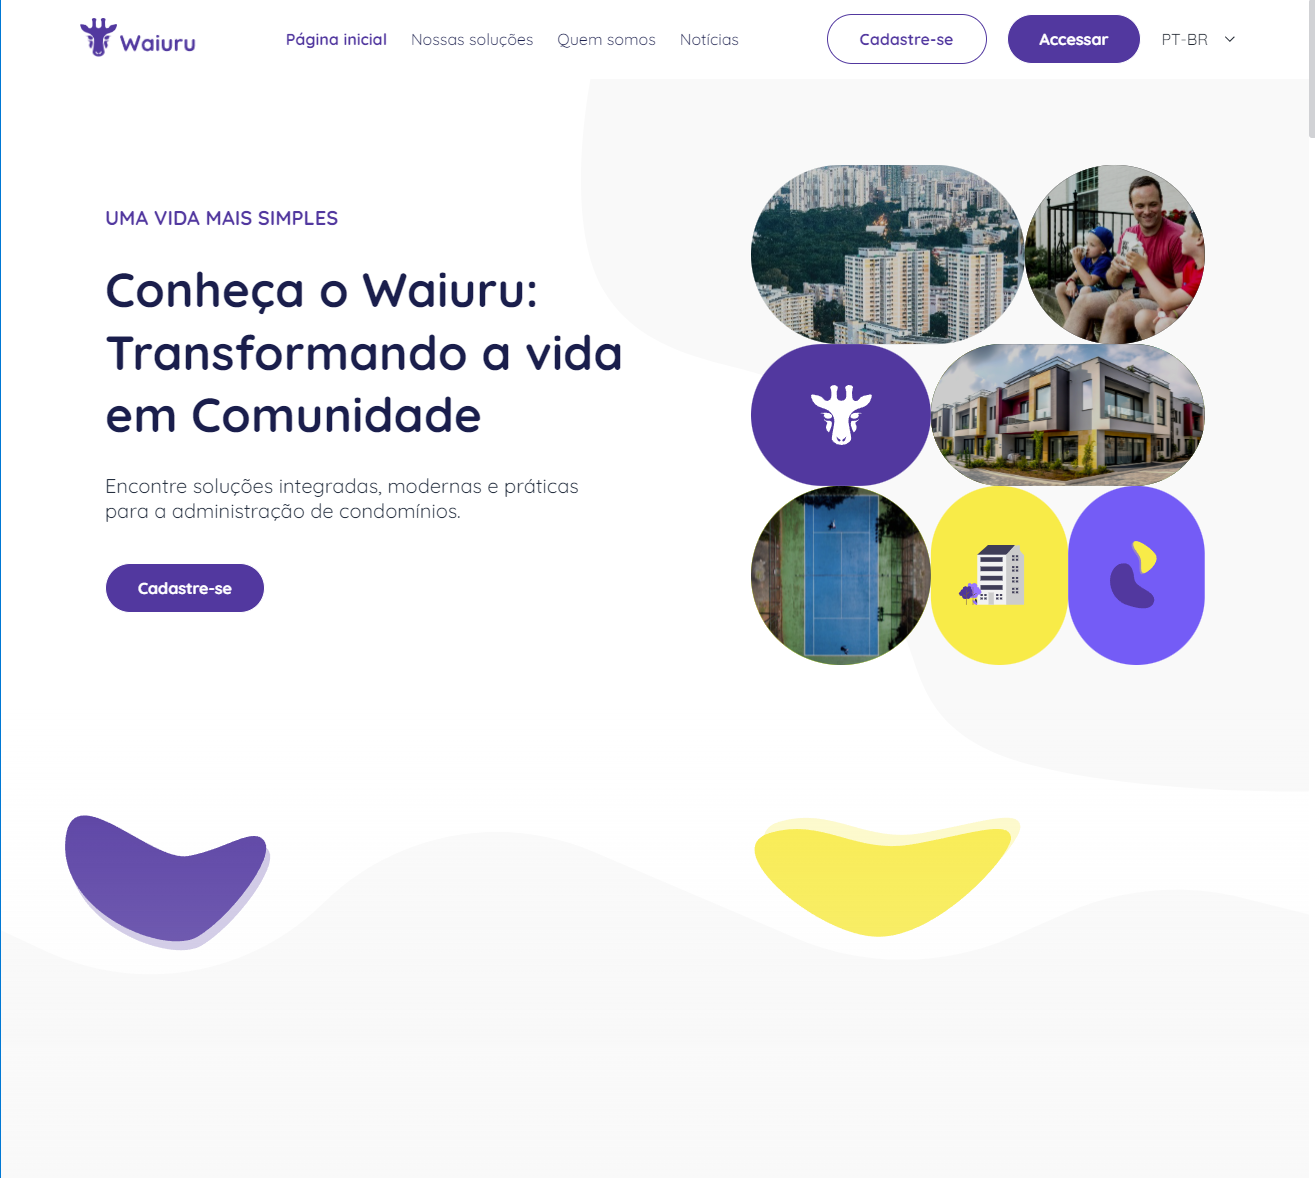 Waiuru
Página inicial
Nossas soluções
Quem somos
Notícias
Cadastre-se
Accessar
PT-BR
UMA VIDA MAIS SIMPLES
Conheça o Waiuru:
Transformando a vida
em Comunidade
Encontre soluções integradas, modernas e práticas
para a administração de condomínios.
Cadastre-se